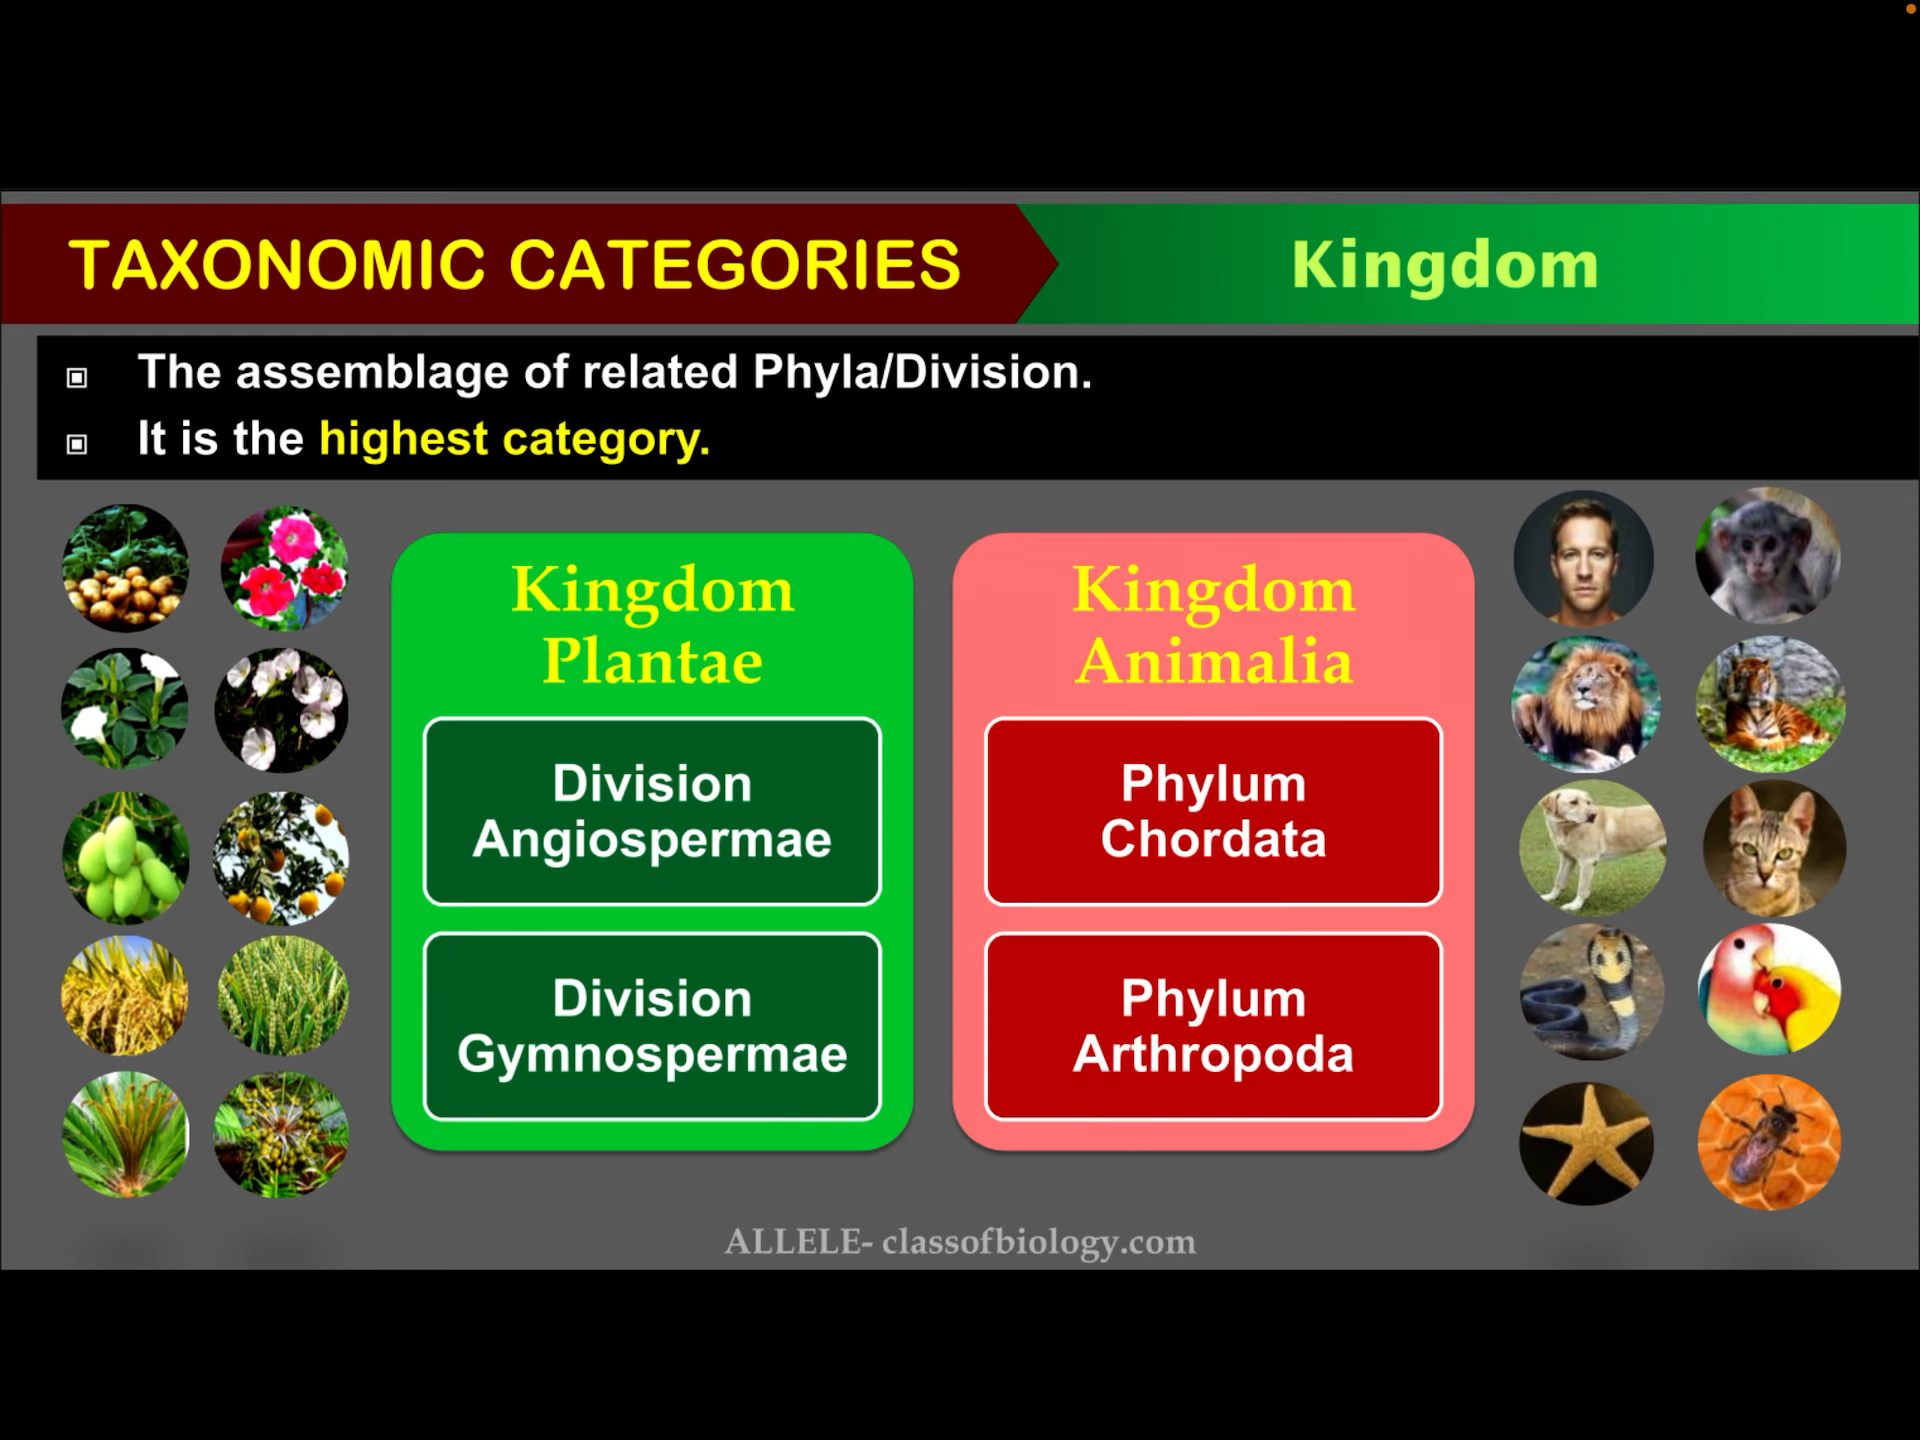 TAXONOMIC CATEGORIES
Kingdom
The assemblage of related Phyla/Division.
It is the highest category.
Kingdom
Plantae
Division
Angiospermae
Division
Gymnospermae
Kingdom
Animalia
Phylum
Chordata
Phylum
Arthropoda
ALLELE- classofbiology.com